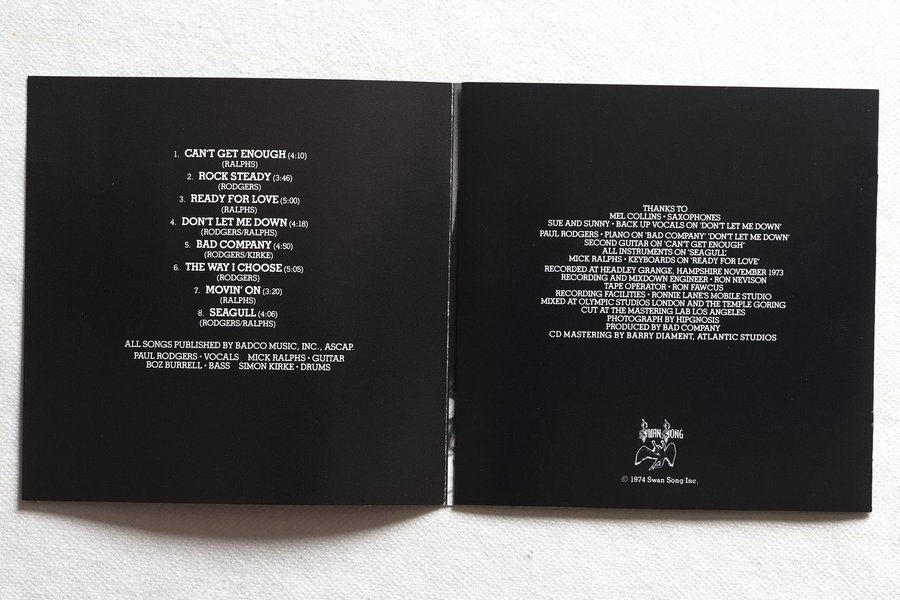 1. CAN'T GET ENOUGH (4:10)
(RALPHS)
2. ROCK STEADY (3:46)
(RODGERS)
3. READY FOR LOVE (5:00)
(RALPHS)
4. DON'T LET ME DOWN (4:18)
(RODGERS/RALPHS)
5. BAD COMPANY (4:50)
(RODGERS/KIRKE)
6. THE WAY I CHOOSE (5:05)
(RODGERS)
7. MOVIN' ON (3:20)
(RALPHS)
8. SEAGULL (4:06)
(RODGERS/RALPHS)
ALL SONGS PUBLISHED BY BADCO MUSIC, INC., ASCAP.
PAUL RODGERS • VOCALS MICK RALPHS • GUITAR
BOZ BURRELL • BASS SIMON KIRKE • DRUMS
THANKS TO
MEL COLLINS • SAXOPHONES
SUE AND SUNNY • BACK UP VOCALS ON 'DON'T LET ME DOWN'
PAUL RODGERS • PIANO ON 'BAD COMPANY' 'DON'T LET ME DOWN'
SECOND GUITAR ON 'CAN'T GET ENOUGH'
ALL INSTRUMENTS ON 'SEAGULL'
MICK RALPHS • KEYBOARDS ON 'READY FOR LOVE'
RECORDED AT HEADLEY GRANGE, HAMPSHIRE NOVEMBER 1973
RECORDING AND MIXDOWN ENGINEER • RON NEVISON
TAPE OPERATOR • RON FAWCUS
RECORDING FACILITIES • RONNIE LANE'S MOBILE STUDIO
MIXED AT OLYMPIC STUDIOS LONDON AND THE TEMPLE GORING
CUT AT THE MASTERING LAB LOS ANGELES
PHOTOGRAPH BY HIPGNOSIS
PRODUCED BY BAD COMPANY
CD MASTERING BY BARRY DIAMENT, ATLANTIC STUDIOS
SWAN SONG
© 1974 Swan Song Inc.